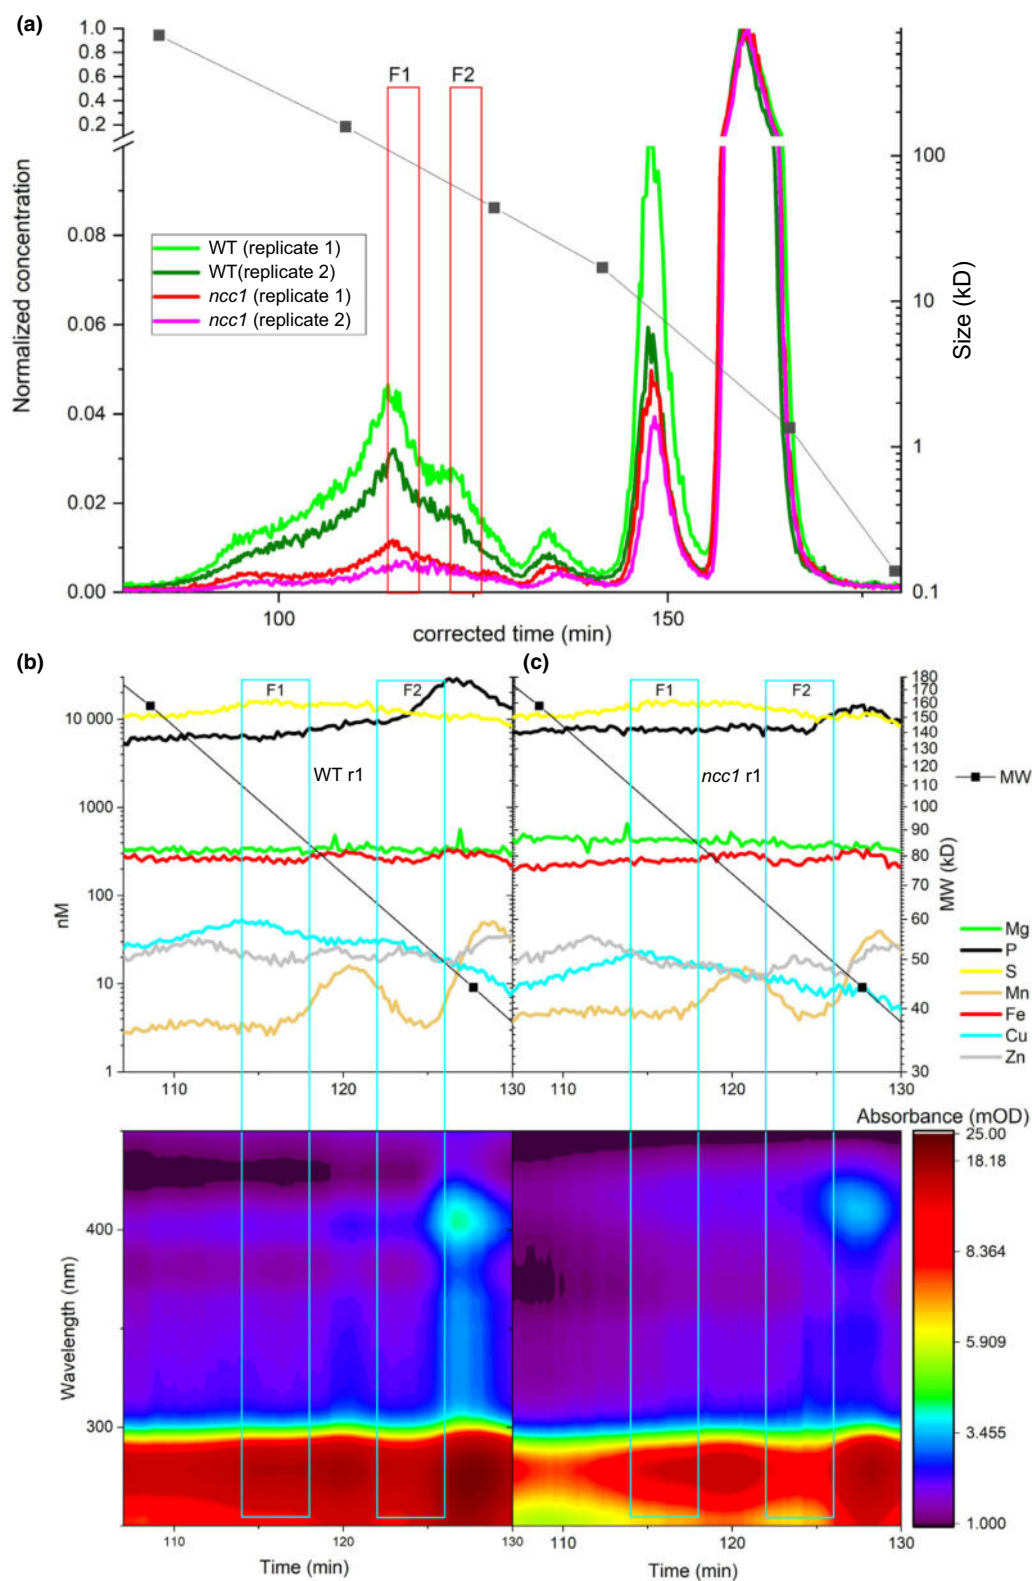 (a)
1.0
0.8
0.6
0.4
0.2
0.08
0.06
0.04
0.02
0.00
Normalized concentration
F1
F2
WT (replicate 1)
WT(replicate 2)
ncc1 (replicate 1)
ncc1 (replicate 2)
100
10
1
0.1
Size (kD)
100
150
corrected time (min)
(b)
(c)
10 000
1000
100
10
1
nM
F1
F2
WT r1
110
120
130
F1
F2
ncc1 r1
110
120
130
180
170
160
150
140
130
120
110
100
90
80
70
60
50
40
30
MW (kD)
MW
Mg
P
S
Mn
Fe
Cu
Zn
Absorbance (mOD)
25.00
18.18
8.364
5.909
3.455
1.000
400
300
Wavelength (nm)
110
120
130
Time (min)
110
120
130
Time (min)